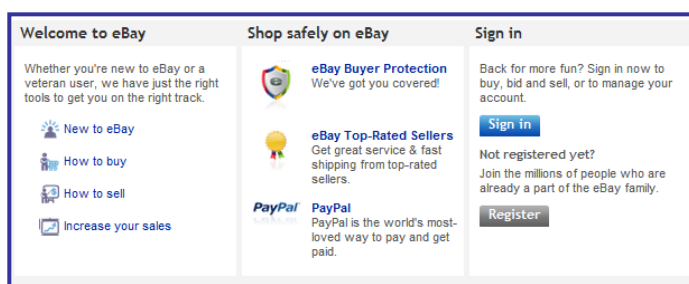 Welcome to eBay
Whether you're new to eBay or a
veteran user, we have just the right
tools to get you on the right track.
New to eBay
How to buy
How to sell
Increase your sales
Shop safely on eBay
eBay Buyer Protection
We've got you covered!
eBay Top-Rated Sellers
Get great service & fast
shipping from top-rated
sellers.
PayPal
PayPal
PayPal is the world's most-
loved way to pay and get
paid.
Sign in
Back for more fun? Sign in now to
buy, bid and sell, or to manage your
account.
Sign in
Not registered yet?
Join the millions of people who are
already a part of the eBay family.
Register